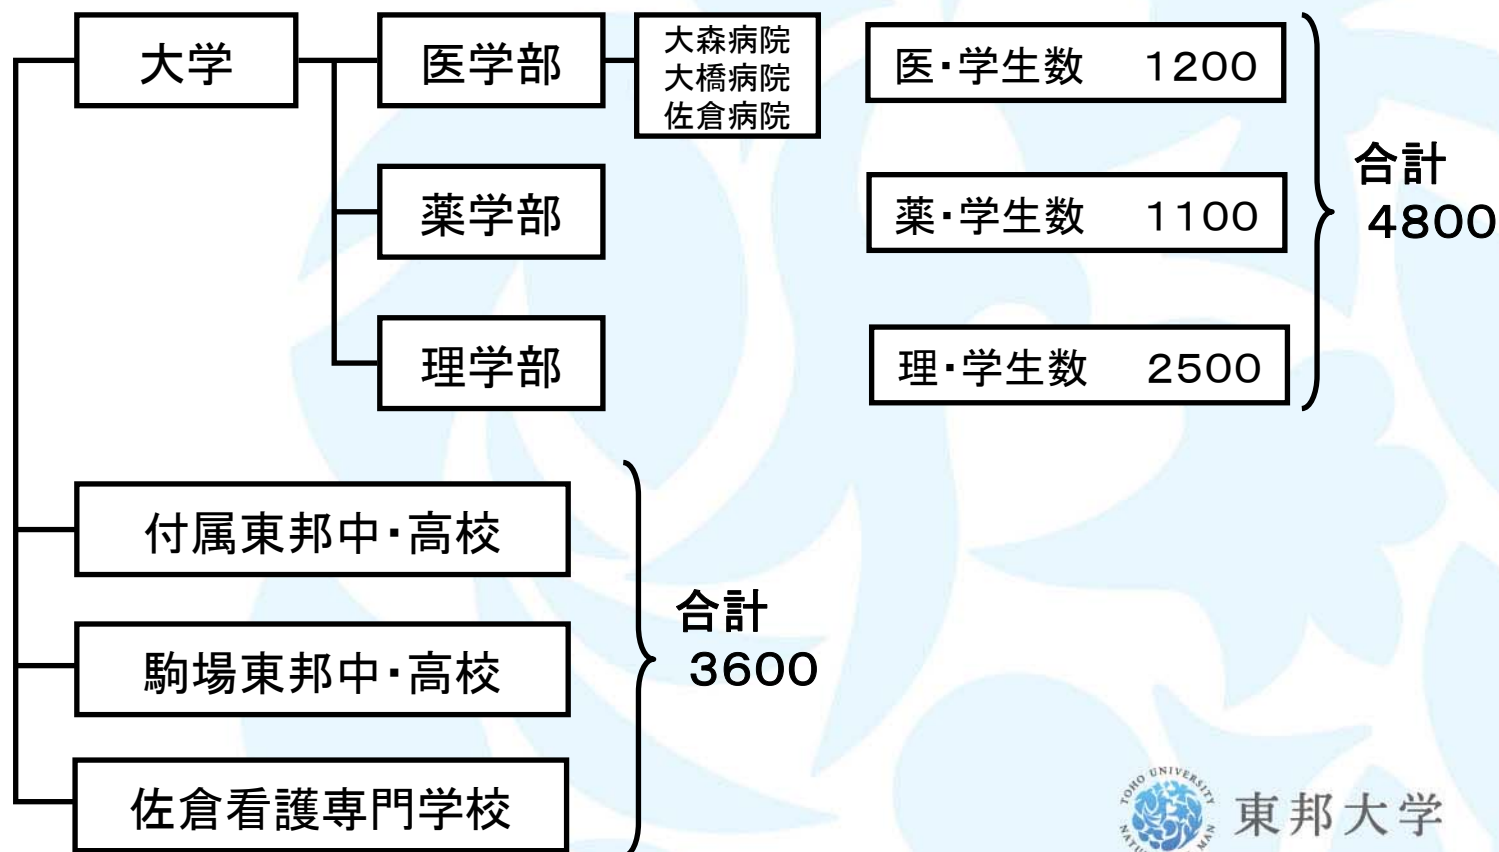 大学
医学部
大森病院
大橋病院
佐倉病院
医・学生数 1200
薬学部
薬・学生数 1100
理学部
理・学生数 2500
合計
4800
付属東邦中・高校
駒場東邦中・高校
佐倉看護専門学校
合計
3600
TOHO UNIVERSITY
東邦大学